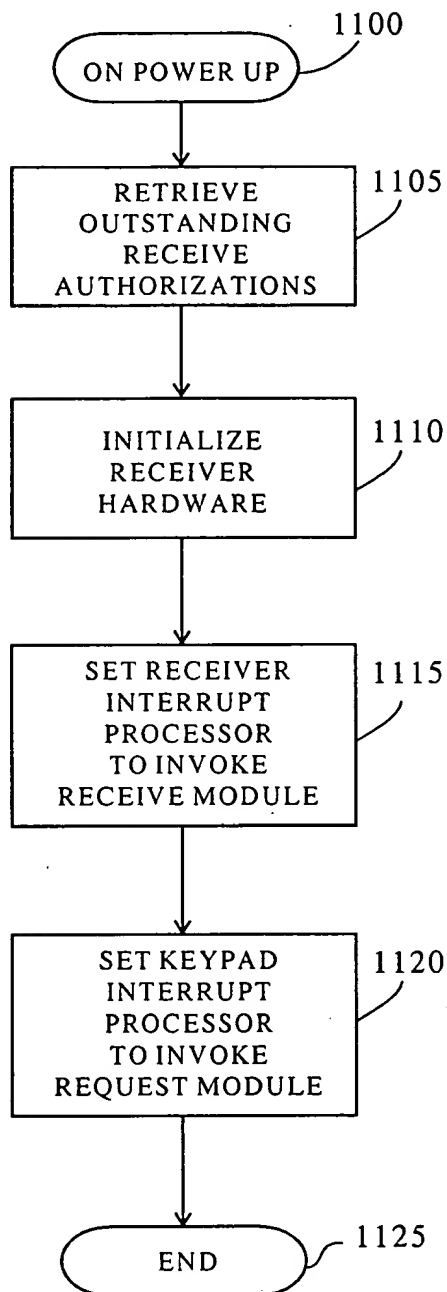 1100
ON POWER UP
1105
RETRIEVE
OUTSTANDING
RECEIVE
AUTHORIZATIONS
1110
INITIALIZE
RECEIVER
HARDWARE
1115
SET RECEIVER
INTERRUPT
PROCESSOR
TO INVOKE
RECEIVE MODULE
1120
SET KEYPAD
INTERRUPT
PROCESSOR
TO INVOKE
REQUEST MODULE
1125
END